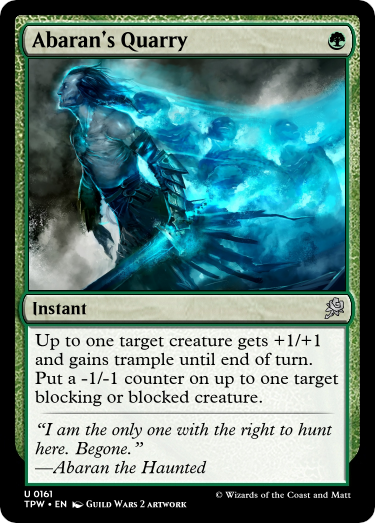 Abaran's Quarry
Instant
Up to one target creature gets +1/+1
and gains trample until end of turn.
Put a -1/-1 counter on up to one target
blocking or blocked creature.
“I am the only one with the right to hunt
here. Begone.”
—Abaran the Haunted
U 0161
TPW • EN Guild Wars 2 artwork
© Wizards of the Coast and Matt